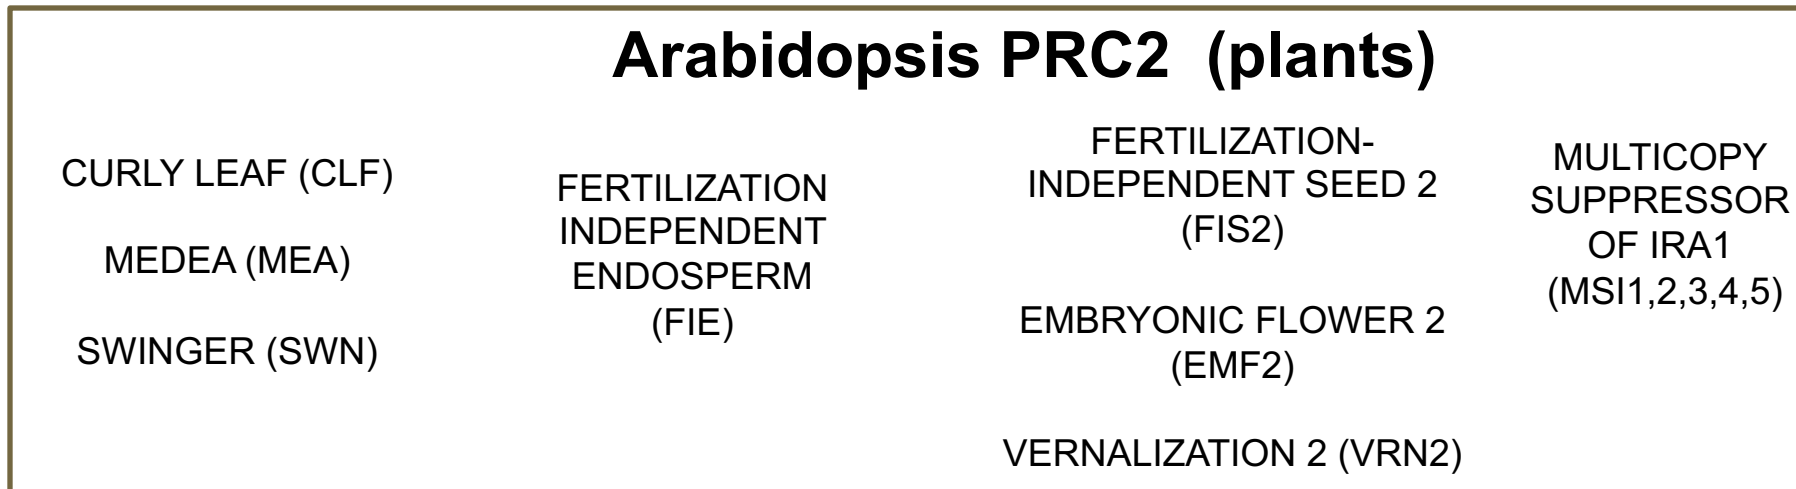 Arabidopsis PRC2 (plants)
CURLY LEAF (CLF)
MEDEA (MEA)
SWINGER (SWN)
FERTILIZATION
INDEPENDENT
ENDOSPERM
(FIE)
FERTILIZATION-
INDEPENDENT SEED 2
(FIS2)
EMBRYONIC FLOWER 2
(EMF2)
VERNALIZATION 2 (VRN2)
MULTICOPY
SUPPRESSOR
OF IRA1
(MSI1,2,3,4,5)